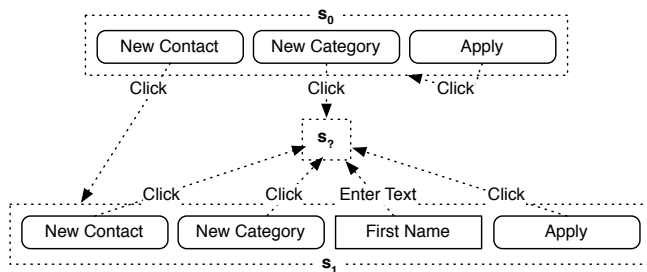 s0
New Contact New Category Apply
Click Click Click
s?
Click Click Enter Text Click
New Contact New Category First Name Apply
s1